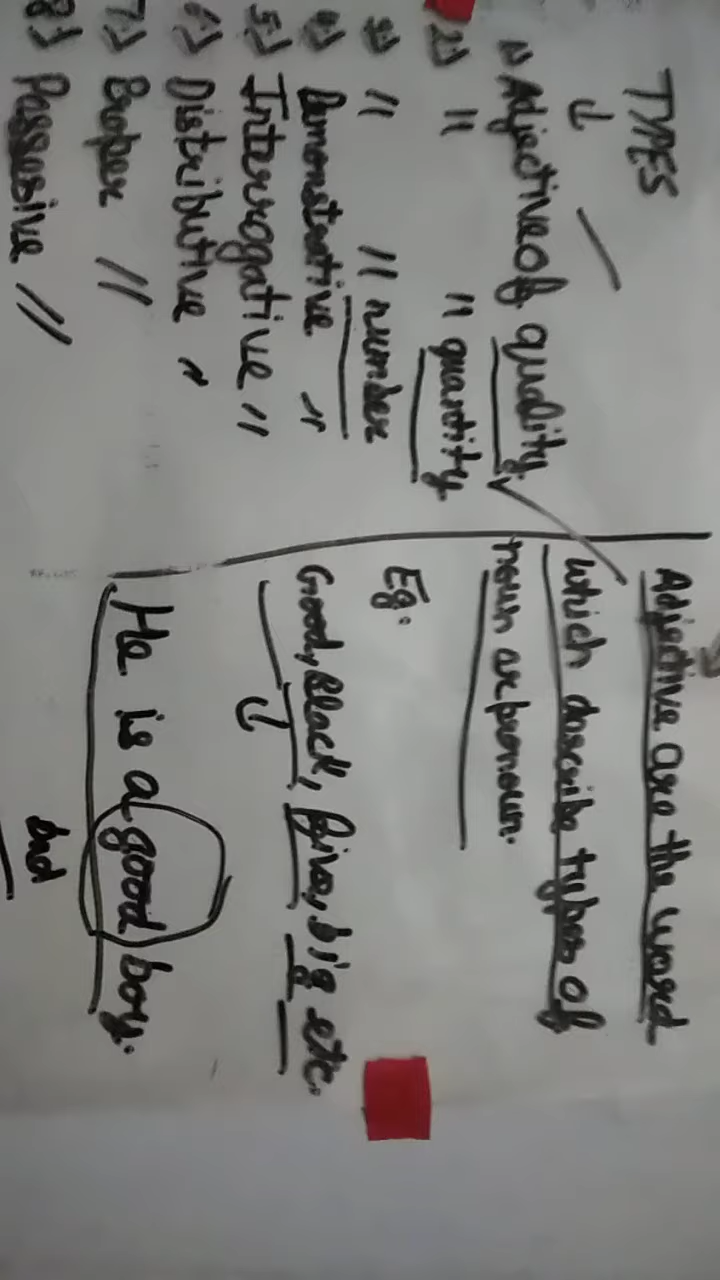 TYPES
1) Adjective of quality.
2) " " quantity
3) " " number
4) Demonstrative "
5) Interrogative "
6) Distributive "
7) Proper "
8) Possasive "
Adjective are the word
which describe types of
noun or pronoun.
Eg.
Good, Black, big etc.
He is a good boy.
bad